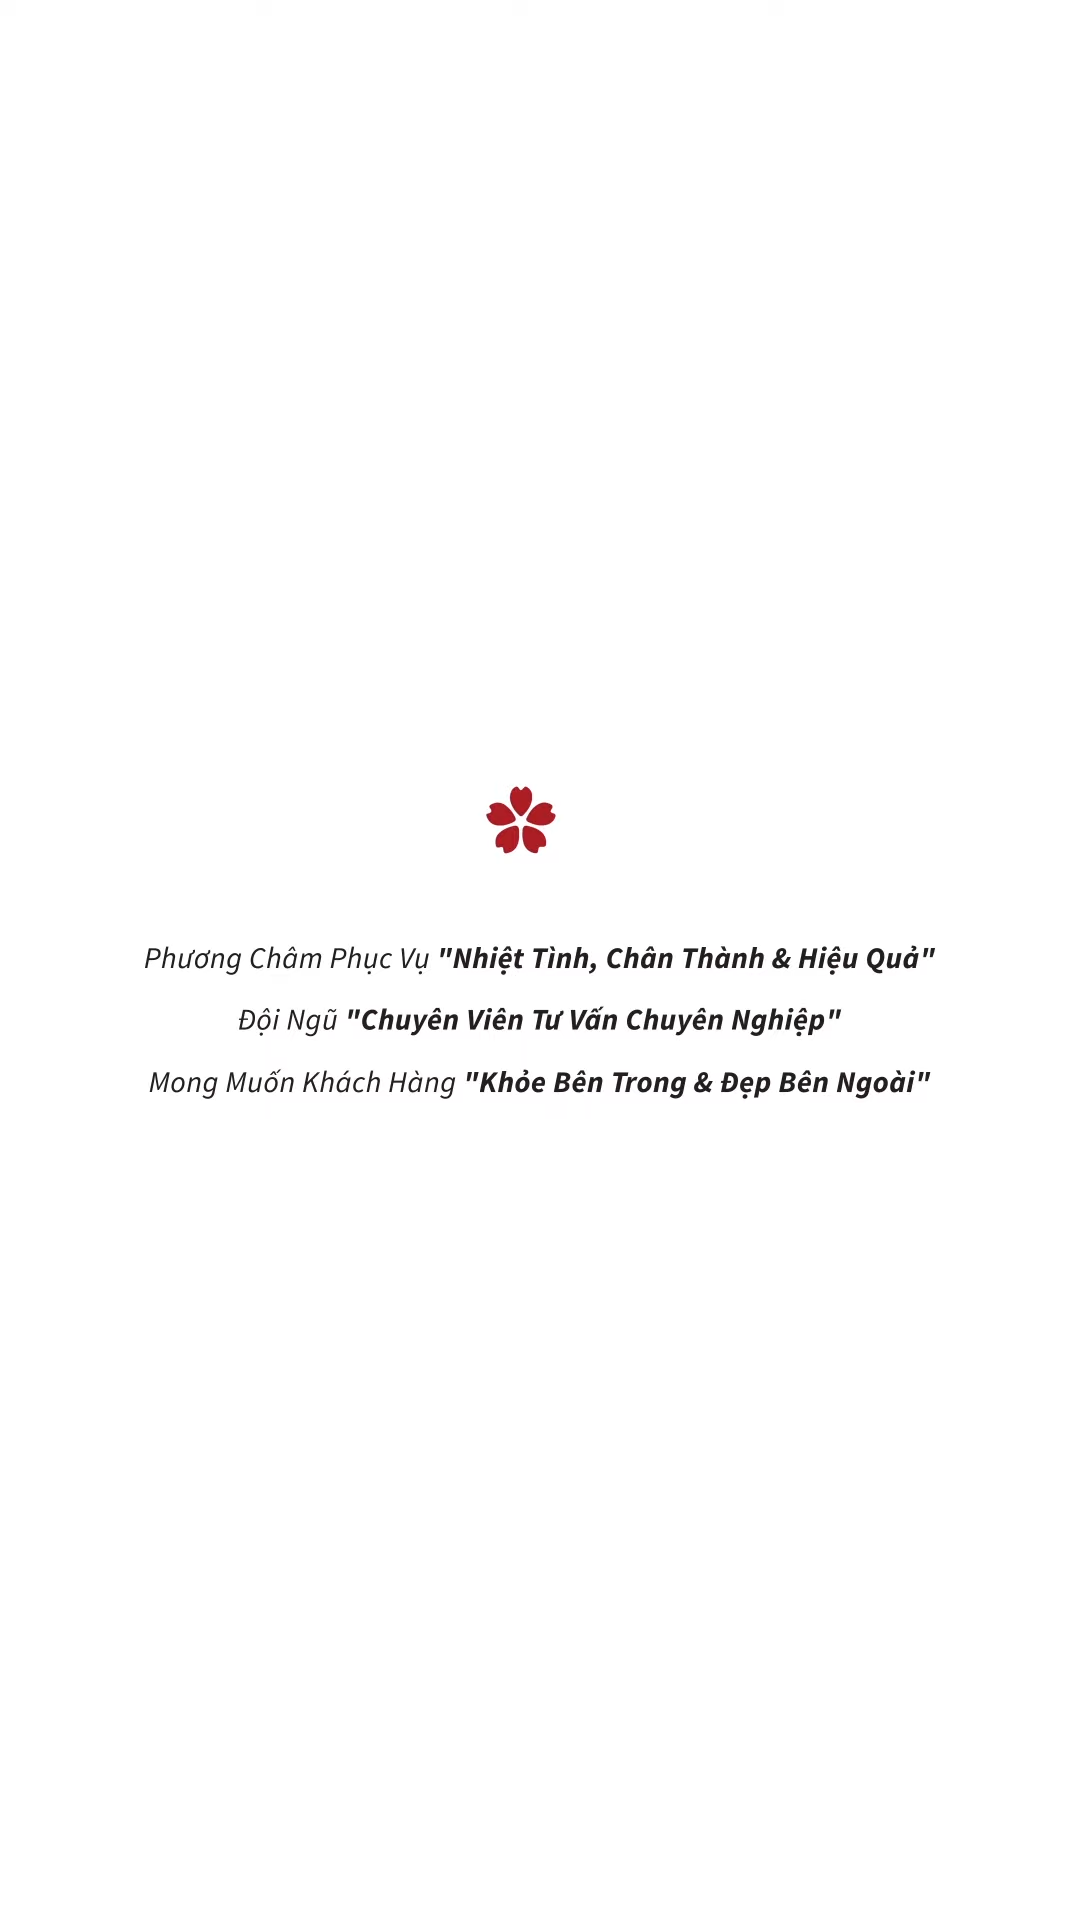 Phương Châm Phục Vụ "Nhiệt Tình, Chân Thành & Hiệu Quả"
Đội Ngũ "Chuyên Viên Tư Vấn Chuyên Nghiệp"
Mong Muốn Khách Hàng "Khỏe Bên Trong & Đẹp Bên Ngoài"